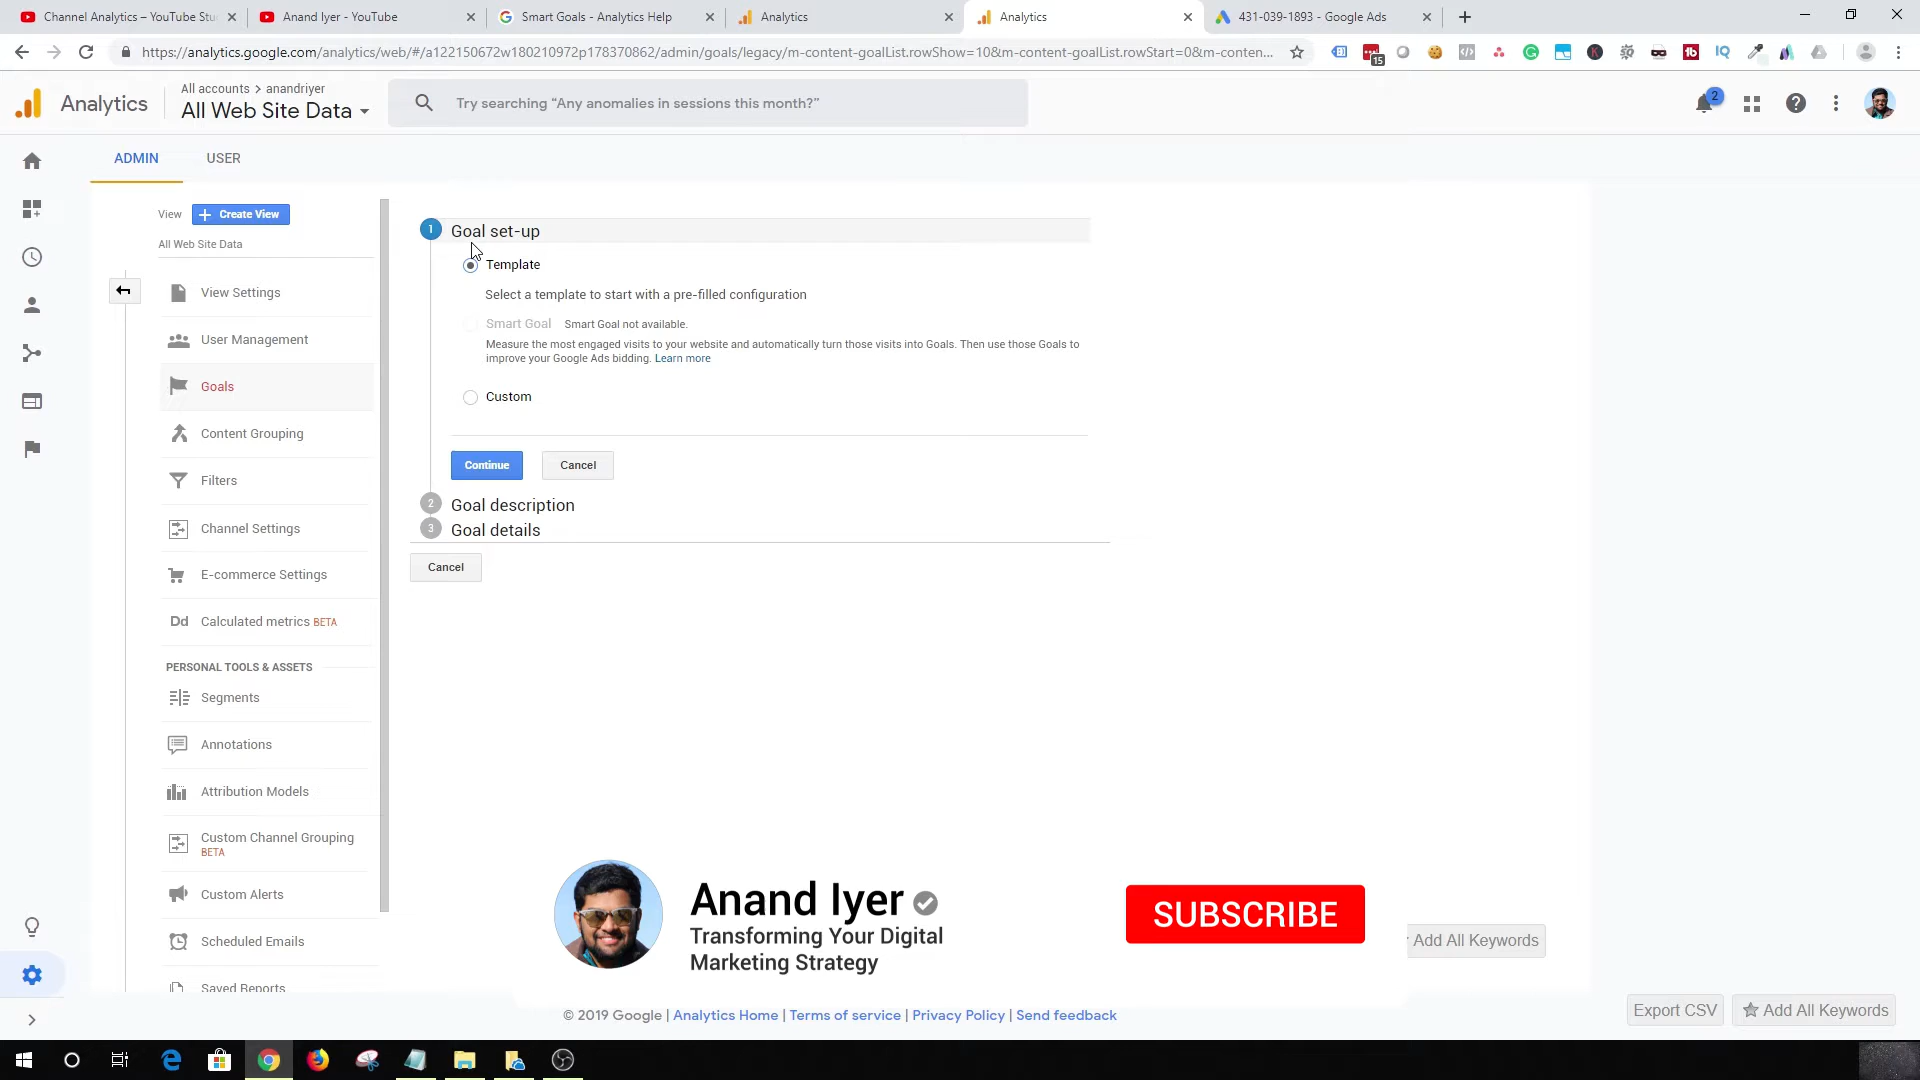 Channel Analytics – YouTube Stu
Anand Iyer - YouTube
Smart Goals - Analytics Help
Analytics
Analytics
431-039-1893 - Google Ads
https://analytics.google.com/analytics/web/#/a122150672w180210972p178370862/admin/goals/legacy/m-content-goalList.rowShow=10&m-content-goalList.rowStart=0&m-conten...
15
Analytics
All accounts > anandriyer
All Web Site Data
Try searching “Any anomalies in sessions this month?”
2
ADMIN
USER
View
Create View
All Web Site Data
View Settings
User Management
Goals
Content Grouping
Filters
Channel Settings
E-commerce Settings
Dd Calculated metrics BETA
PERSONAL TOOLS & ASSETS
Segments
Annotations
Attribution Models
Custom Channel Grouping
BETA
Custom Alerts
Scheduled Emails
Saved Reports
1 Goal set-up
Template
Select a template to start with a pre-filled configuration
Smart Goal Smart Goal not available.
Measure the most engaged visits to your website and automatically turn those visits into Goals. Then use those Goals to
improve your Google Ads bidding. Learn more
Custom
Continue
Cancel
2 Goal description
3 Goal details
Cancel
Anand Iyer
Transforming Your Digital
Marketing Strategy
SUBSCRIBE
Add All Keywords
© 2019 Google | Analytics Home | Terms of service | Privacy Policy | Send feedback
Export CSV
Add All Keywords